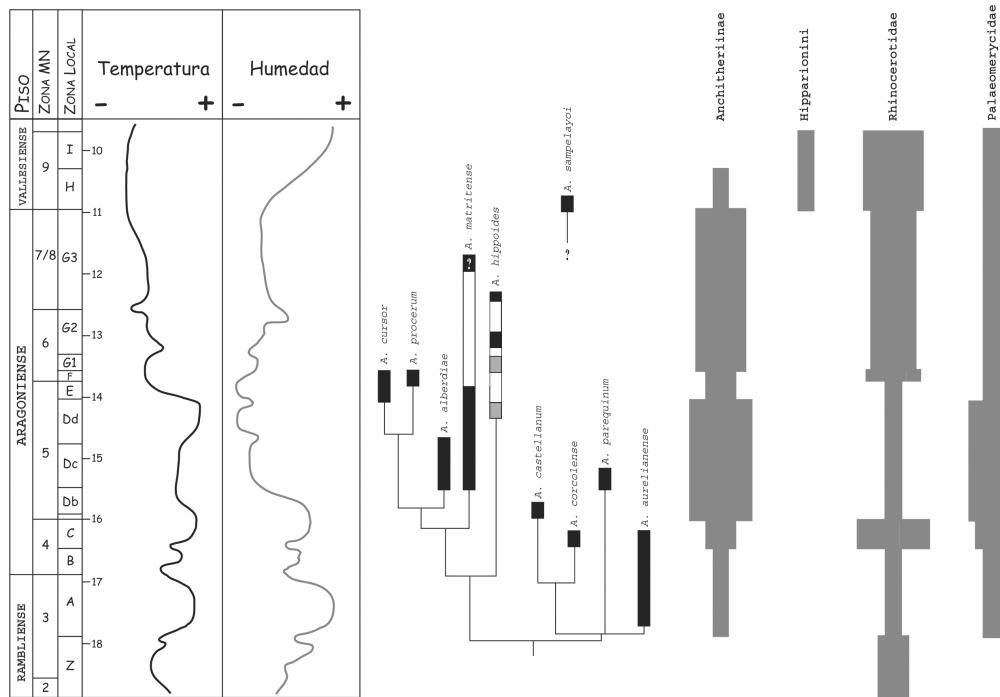 PISO
ZONA MN
ZONA LOCAL
Temperatura
- +
Humedad
- +
VALLESIENSE
ARAGONIENSE
RAMBLIENSE
9
7/8
6
5
4
3
2
I
H
G3
G2
G1
F
E
Dd
Dc
Db
C
B
A
Z
10
11
12
13
14
15
16
17
18
A. cursor
A. procerum
A. alberdiae
A. matritense
?
A. hippoides
A. castellanum
A. corcolense
A. sampelayoi
?
A. parequinum
A. aurelianense
Anchitheriinae
Hipparionini
Rhinocerotidae
Palaeomerycidae